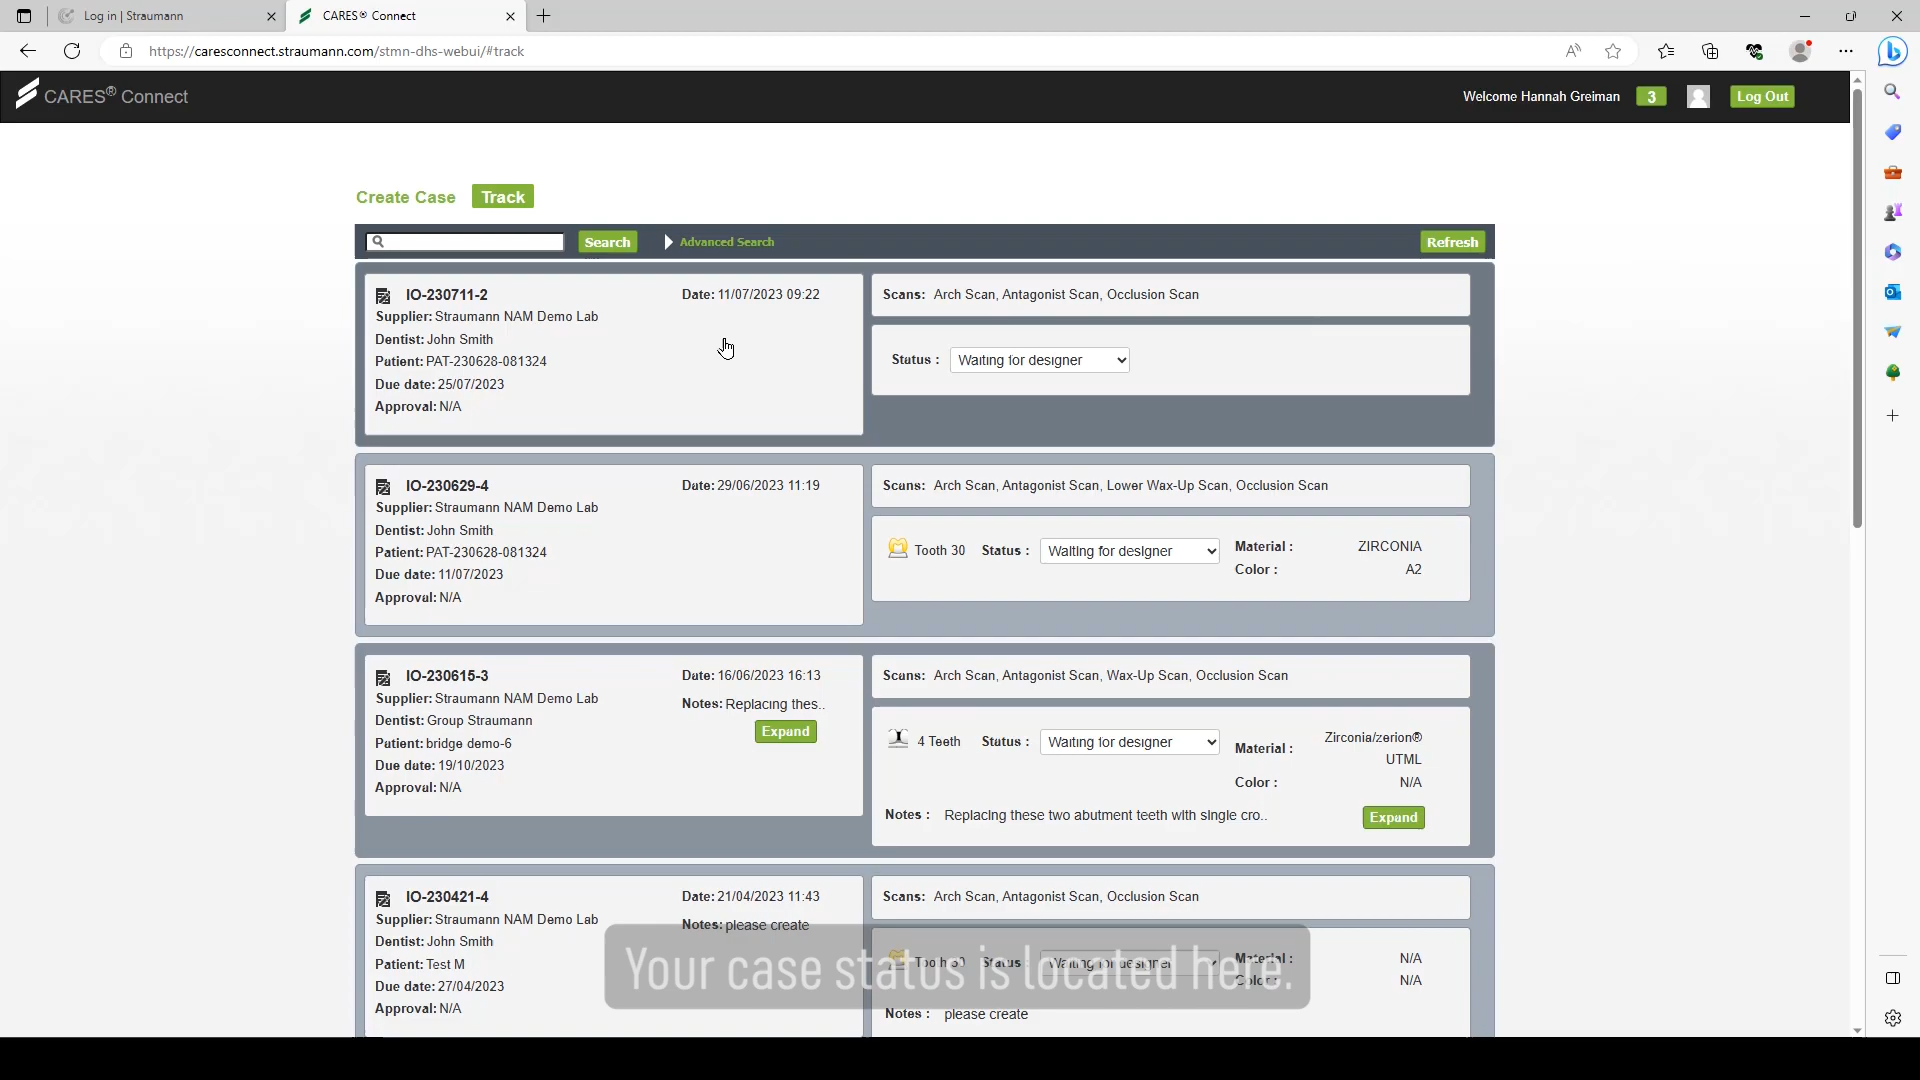 Log in | Straumann
CARES® Connect
https://caresconnect.straumann.com/stmn-dhs-webui/#track
CARES® Connect
Welcome Hannah Greiman
3
Log Out
Create Case
Track
Search
Advanced Search
Refresh
IO-230711-2
Date: 11/07/2023 09:22
Supplier: Straumann NAM Demo Lab
Dentist: John Smith
Patient: PAT-230628-081324
Due date: 25/07/2023
Approval: N/A
Scans: Arch Scan, Antagonist Scan, Occlusion Scan
Status : Waiting for designer
IO-230629-4
Date: 29/06/2023 11:19
Supplier: Straumann NAM Demo Lab
Dentist: John Smith
Patient: PAT-230628-081324
Due date: 11/07/2023
Approval: N/A
Scans: Arch Scan, Antagonist Scan, Lower Wax-Up Scan, Occlusion Scan
Tooth 30 Status : Waiting for designer
Material : ZIRCONIA
Color : A2
IO-230615-3
Date: 16/06/2023 16:13
Supplier: Straumann NAM Demo Lab
Notes: Replacing thes..
Dentist: Group Straumann
Expand
Patient: bridge demo-6
Due date: 19/10/2023
Approval: N/A
Scans: Arch Scan, Antagonist Scan, Wax-Up Scan, Occlusion Scan
4 Teeth Status : Waiting for designer
Material : Zirconia/zerion®
UTML
Color : N/A
Notes : Replacing these two abutment teeth with single cro..
Expand
IO-230421-4
Date: 21/04/2023 11:43
Supplier: Straumann NAM Demo Lab
Notes: please create
Dentist: John Smith
Patient: Test M
Due date: 27/04/2023
Approval: N/A
Scans: Arch Scan, Antagonist Scan, Occlusion Scan
Tooth 30 Status : Waiting for designer
Material : N/A
Color : N/A
Notes : please create
Your case status is located here.